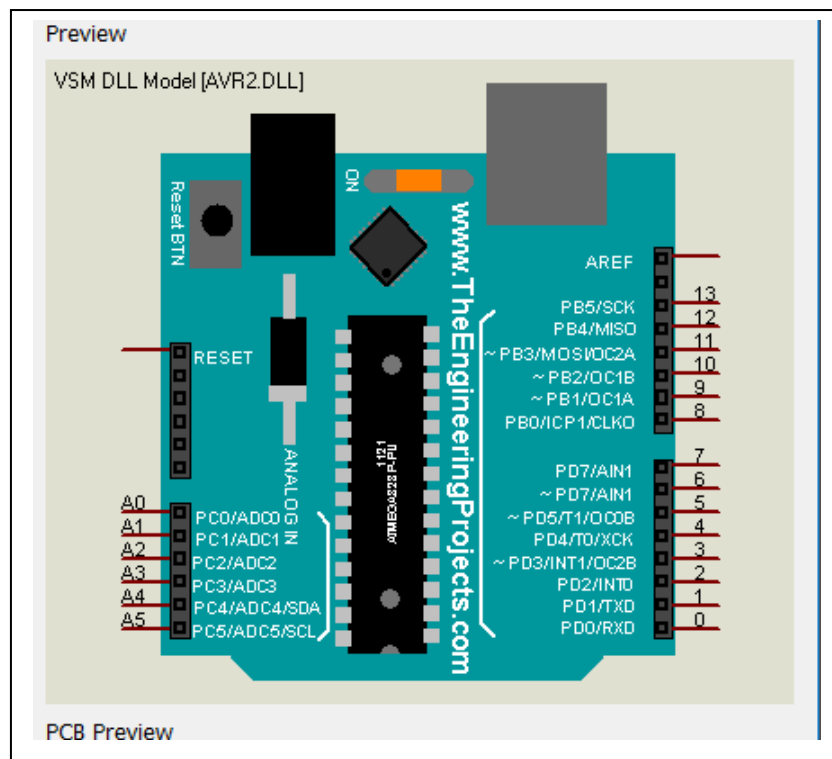 Preview
VSM DLL Model [AVR2.DLL]
Reset BTN
ON
www.TheEngineeringProjects.com
RESET
ANALOG IN
1121
ATMEGA328P-PU
A0 PC0/ADC0
A1 PC1/ADC1
A2 PC2/ADC2
A3 PC3/ADC3
A4 PC4/ADC4/SDA
A5 PC5/ADC5/SCL
AREF
PB5/SCK 13
PB4/MISO 12
~ PB3/MOSI/OC2A 11
~ PB2/OC1B 10
~ PB1/OC1A 9
PB0/ICP1/CLKO 8
PD7/AIN1 7
~ PD7/AIN1 6
~ PD5/T1/OC0B 5
PD4/T0/XCK 4
~ PD3/INT1/OC2B 3
PD2/INT0 2
PD1/TXD 1
PD0/RXD 0
PCB Preview